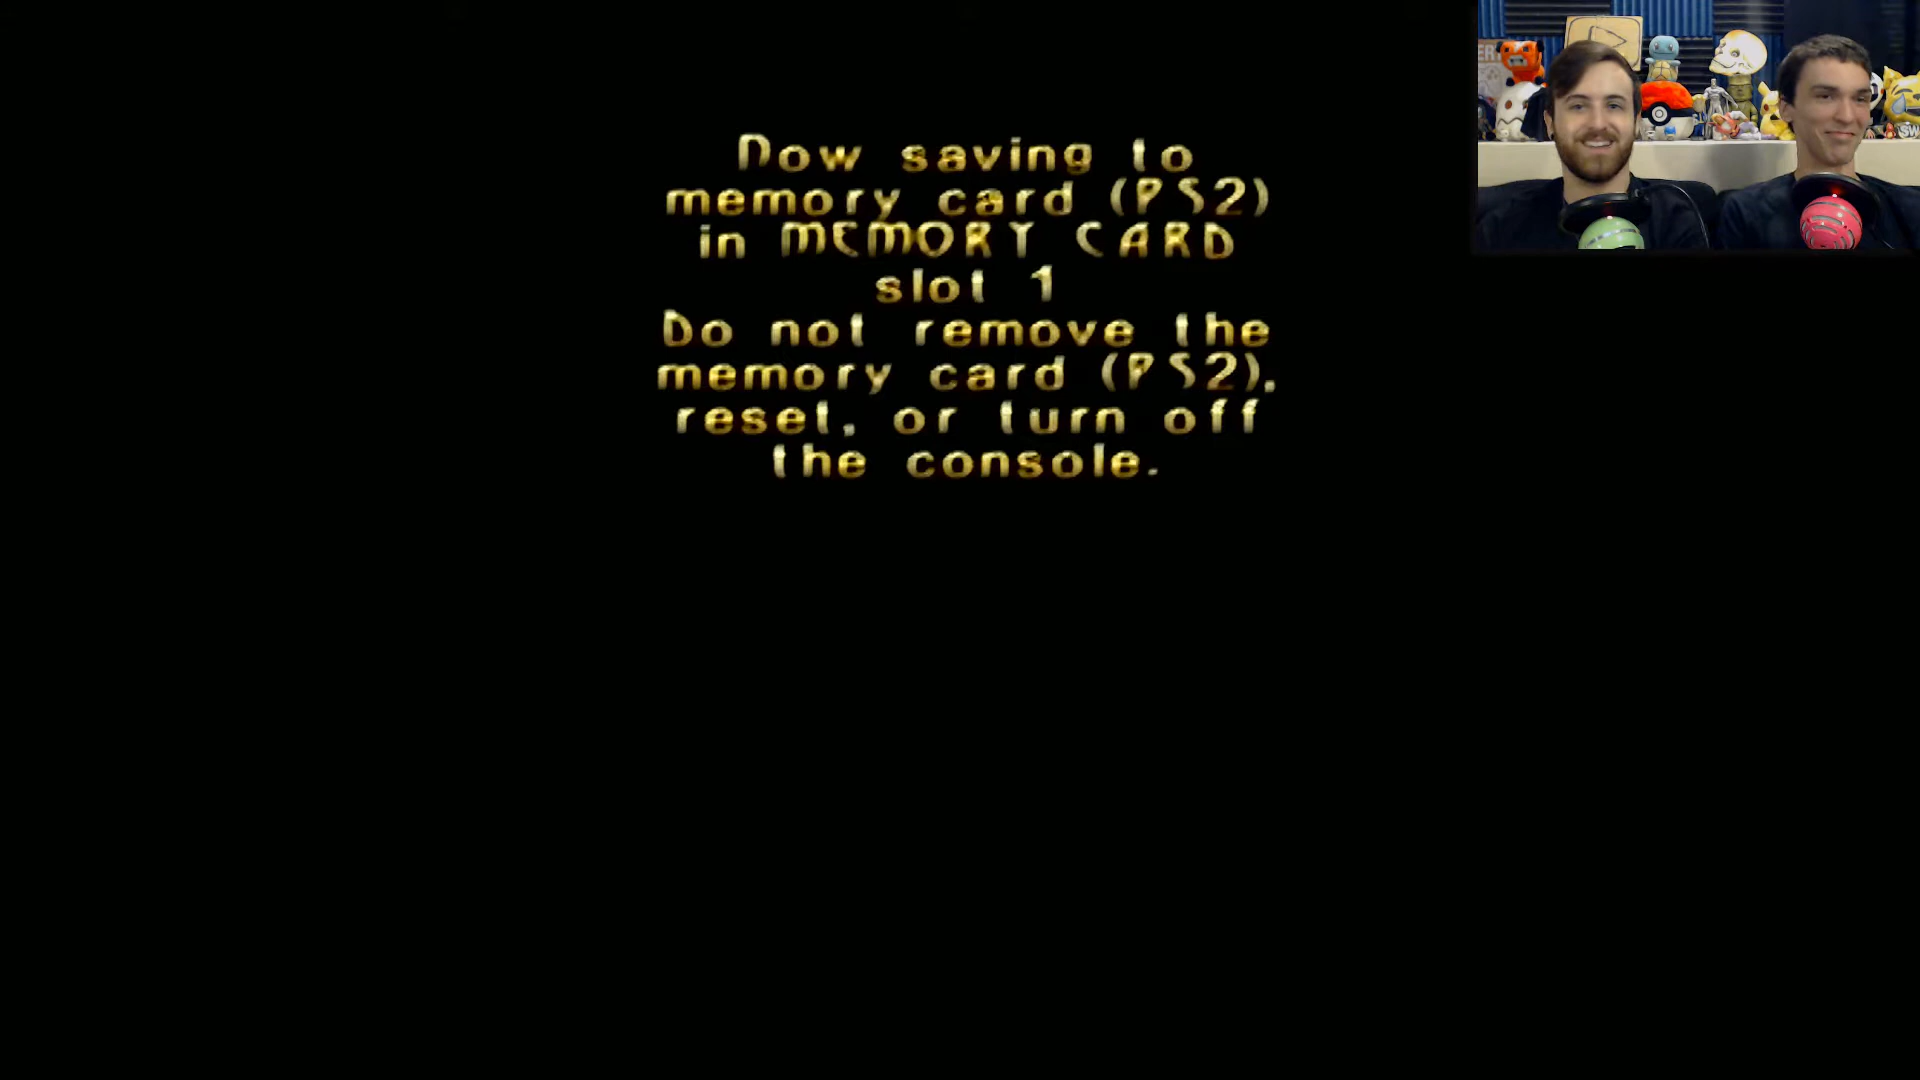 Now saving to
memory card (PS2)
in MEMORY CARD
slot 1
Do not remove the
memory card (PS2),
reset, or turn off
the console.